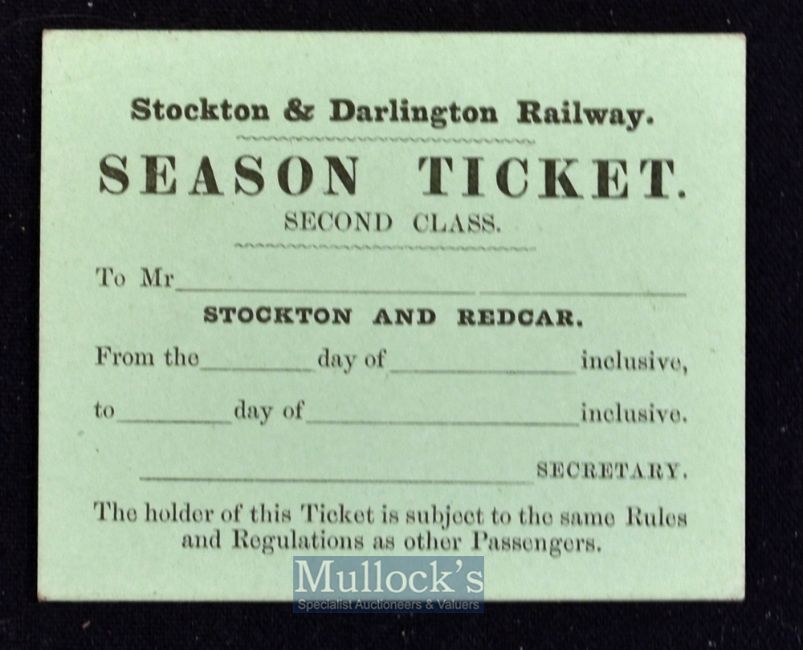 Stockton & Darlington Railway.
SEASON TICKET.
SECOND CLASS.
To Mr
STOCKTON AND REDCAR.
From the day of inclusive,
to day of inclusive.
SECRETARY.
The holder of this Ticket is subject to the same Rules
and Regulations as other Passengers.
Mullock's
Specialist Auctioneers & Valuers